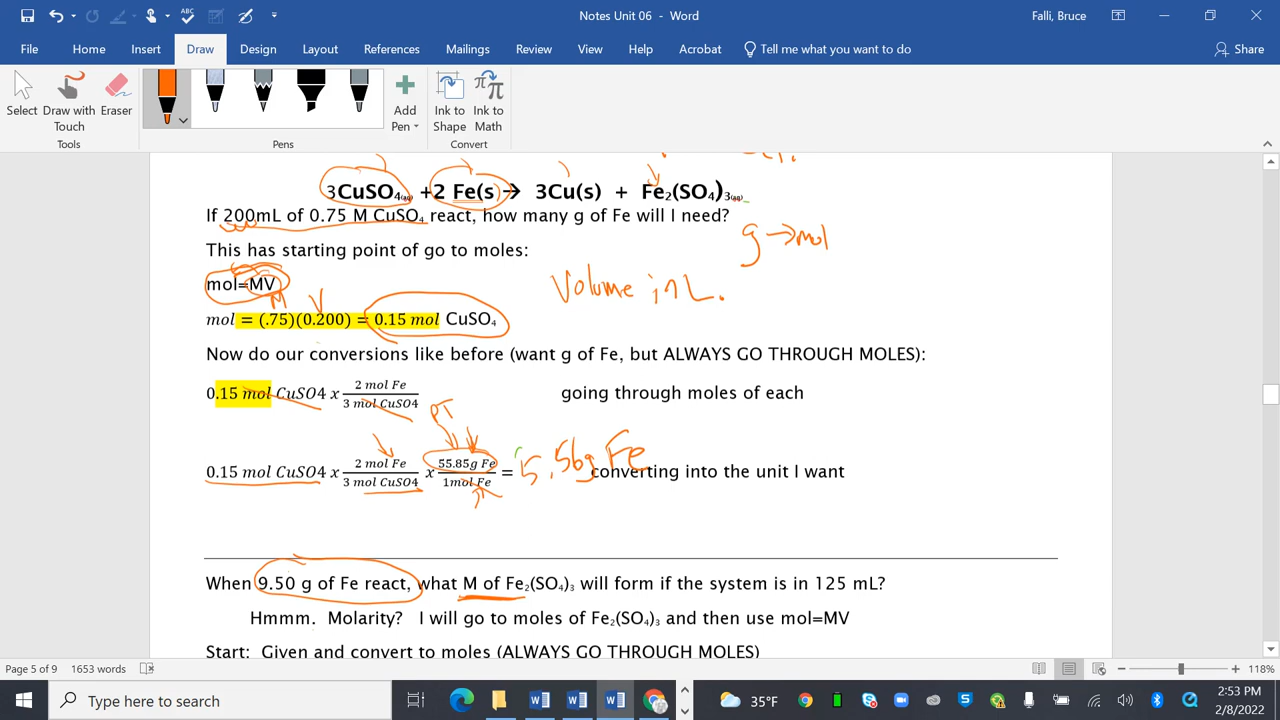 Notes Unit 06 - Word
Falli, Bruce
File Home Insert Draw Design Layout References Mailings Review View Help Acrobat Tell me what you want to do Share
Select Draw with Touch Eraser Add Pen Ink to Shape Ink to Math
Tools Pens Convert
3CuSO4(aq) +2 Fe(s) → 3Cu(s) + Fe2(SO4)3(aq)
If 200mL of 0.75 M CuSO4 react, how many g of Fe will I need?
g → mol
This has starting point of go to moles:
mol=MV
Volume in L.
M V
mol = (.75)(0.200) = 0.15 mol CuSO4
Now do our conversions like before (want g of Fe, but ALWAYS GO THROUGH MOLES):
0.15 mol CuSO4 x 2 mol Fe / 3 mol CuSO4 going through moles of each
PT
0.15 mol CuSO4 x 2 mol Fe / 3 mol CuSO4 x 55.85g Fe / 1mol Fe = 5.56g Fe converting into the unit I want
When 9.50 g of Fe react, what M of Fe2(SO4)3 will form if the system is in 125 mL?
Hmmm. Molarity? I will go to moles of Fe2(SO4)3 and then use mol=MV
Start: Given and convert to moles (ALWAYS GO THROUGH MOLES)
Page 5 of 9 1653 words 118%
Type here to search 35°F 2:53 PM
2/8/2022